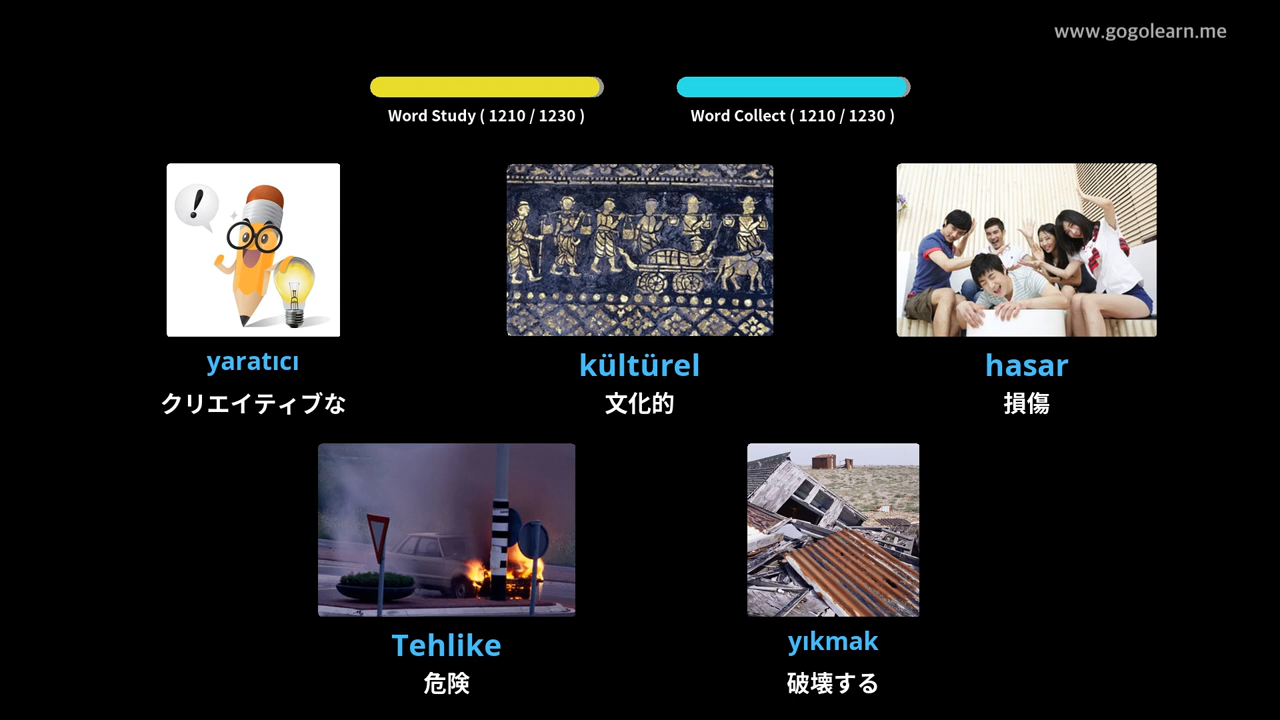 www.gogolearn.me
Word Study ( 1210 / 1230 )
Word Collect ( 1210 / 1230 )
!
yaratıcı
クリエイティブな
kültürel
文化的
hasar
損傷
Tehlike
危険
yıkmak
破壊する